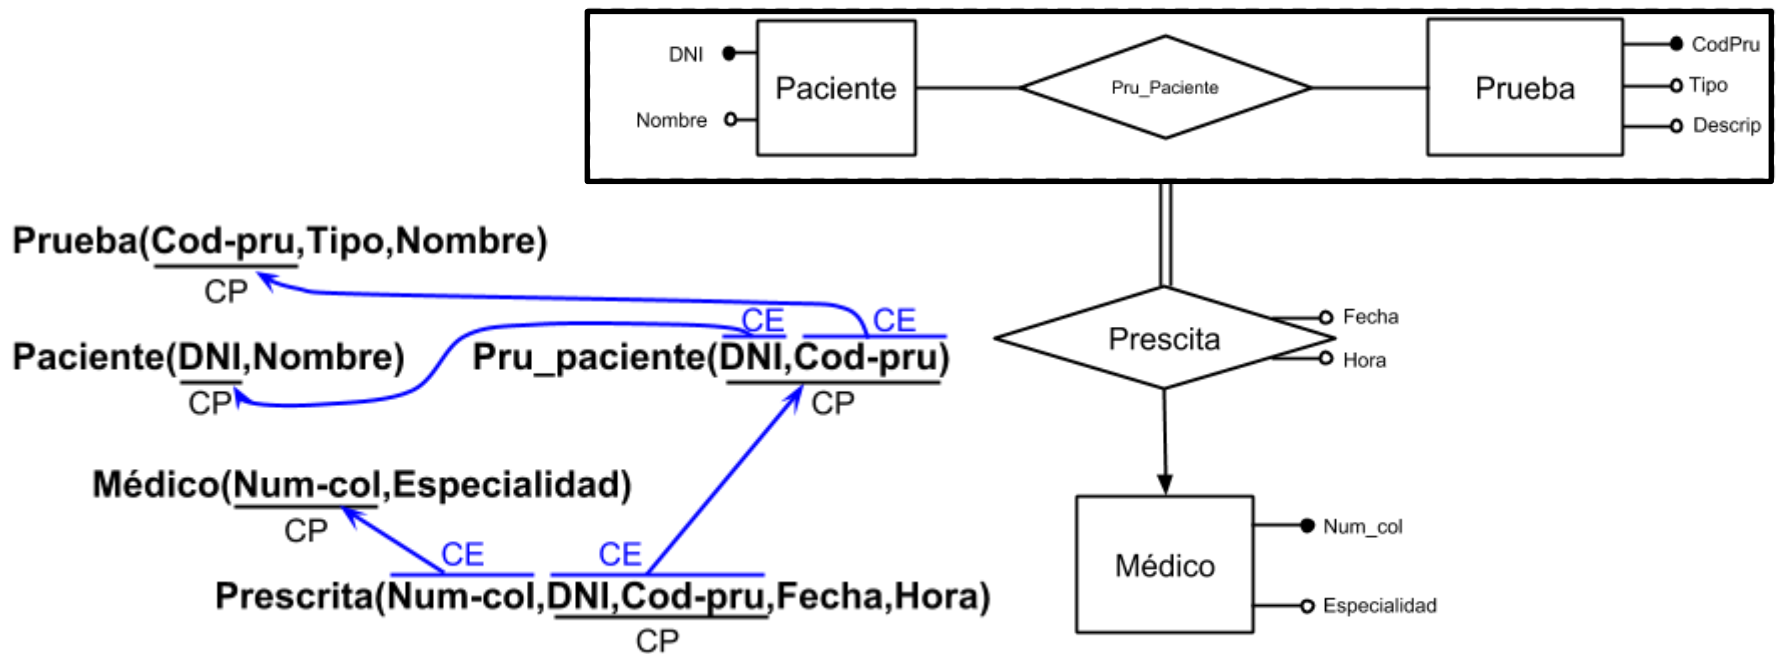 DNI
Nombre
Paciente
Pru_Paciente
Prueba
CodPru
Tipo
Descrip
Prueba(Cod-pru,Tipo,Nombre)
CP
CE CE
Paciente(DNI,Nombre) Pru_paciente(DNI,Cod-pru)
CP CP
Prescita
Fecha
Hora
Médico(Num-col,Especialidad)
CP
CE CE
Prescrita(Num-col,DNI,Cod-pru,Fecha,Hora)
CP
Médico
Num_col
Especialidad